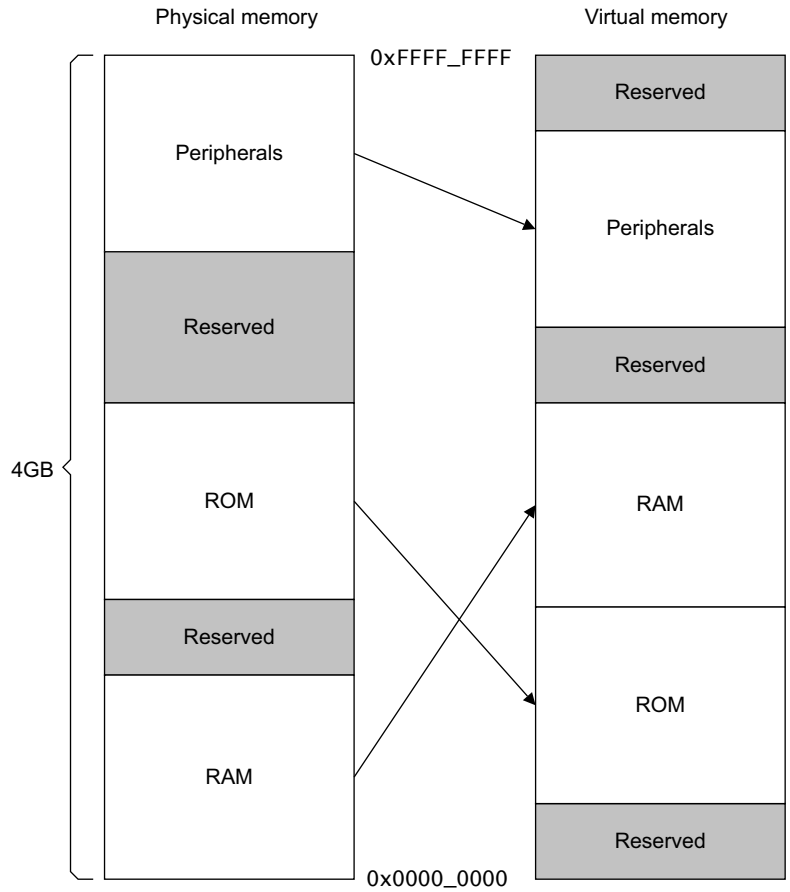 Physical memory
Virtual memory
0xFFFF_FFFF
Reserved
Peripherals
Peripherals
Reserved
Reserved
4GB
ROM
RAM
Reserved
ROM
RAM
Reserved
0x0000_0000